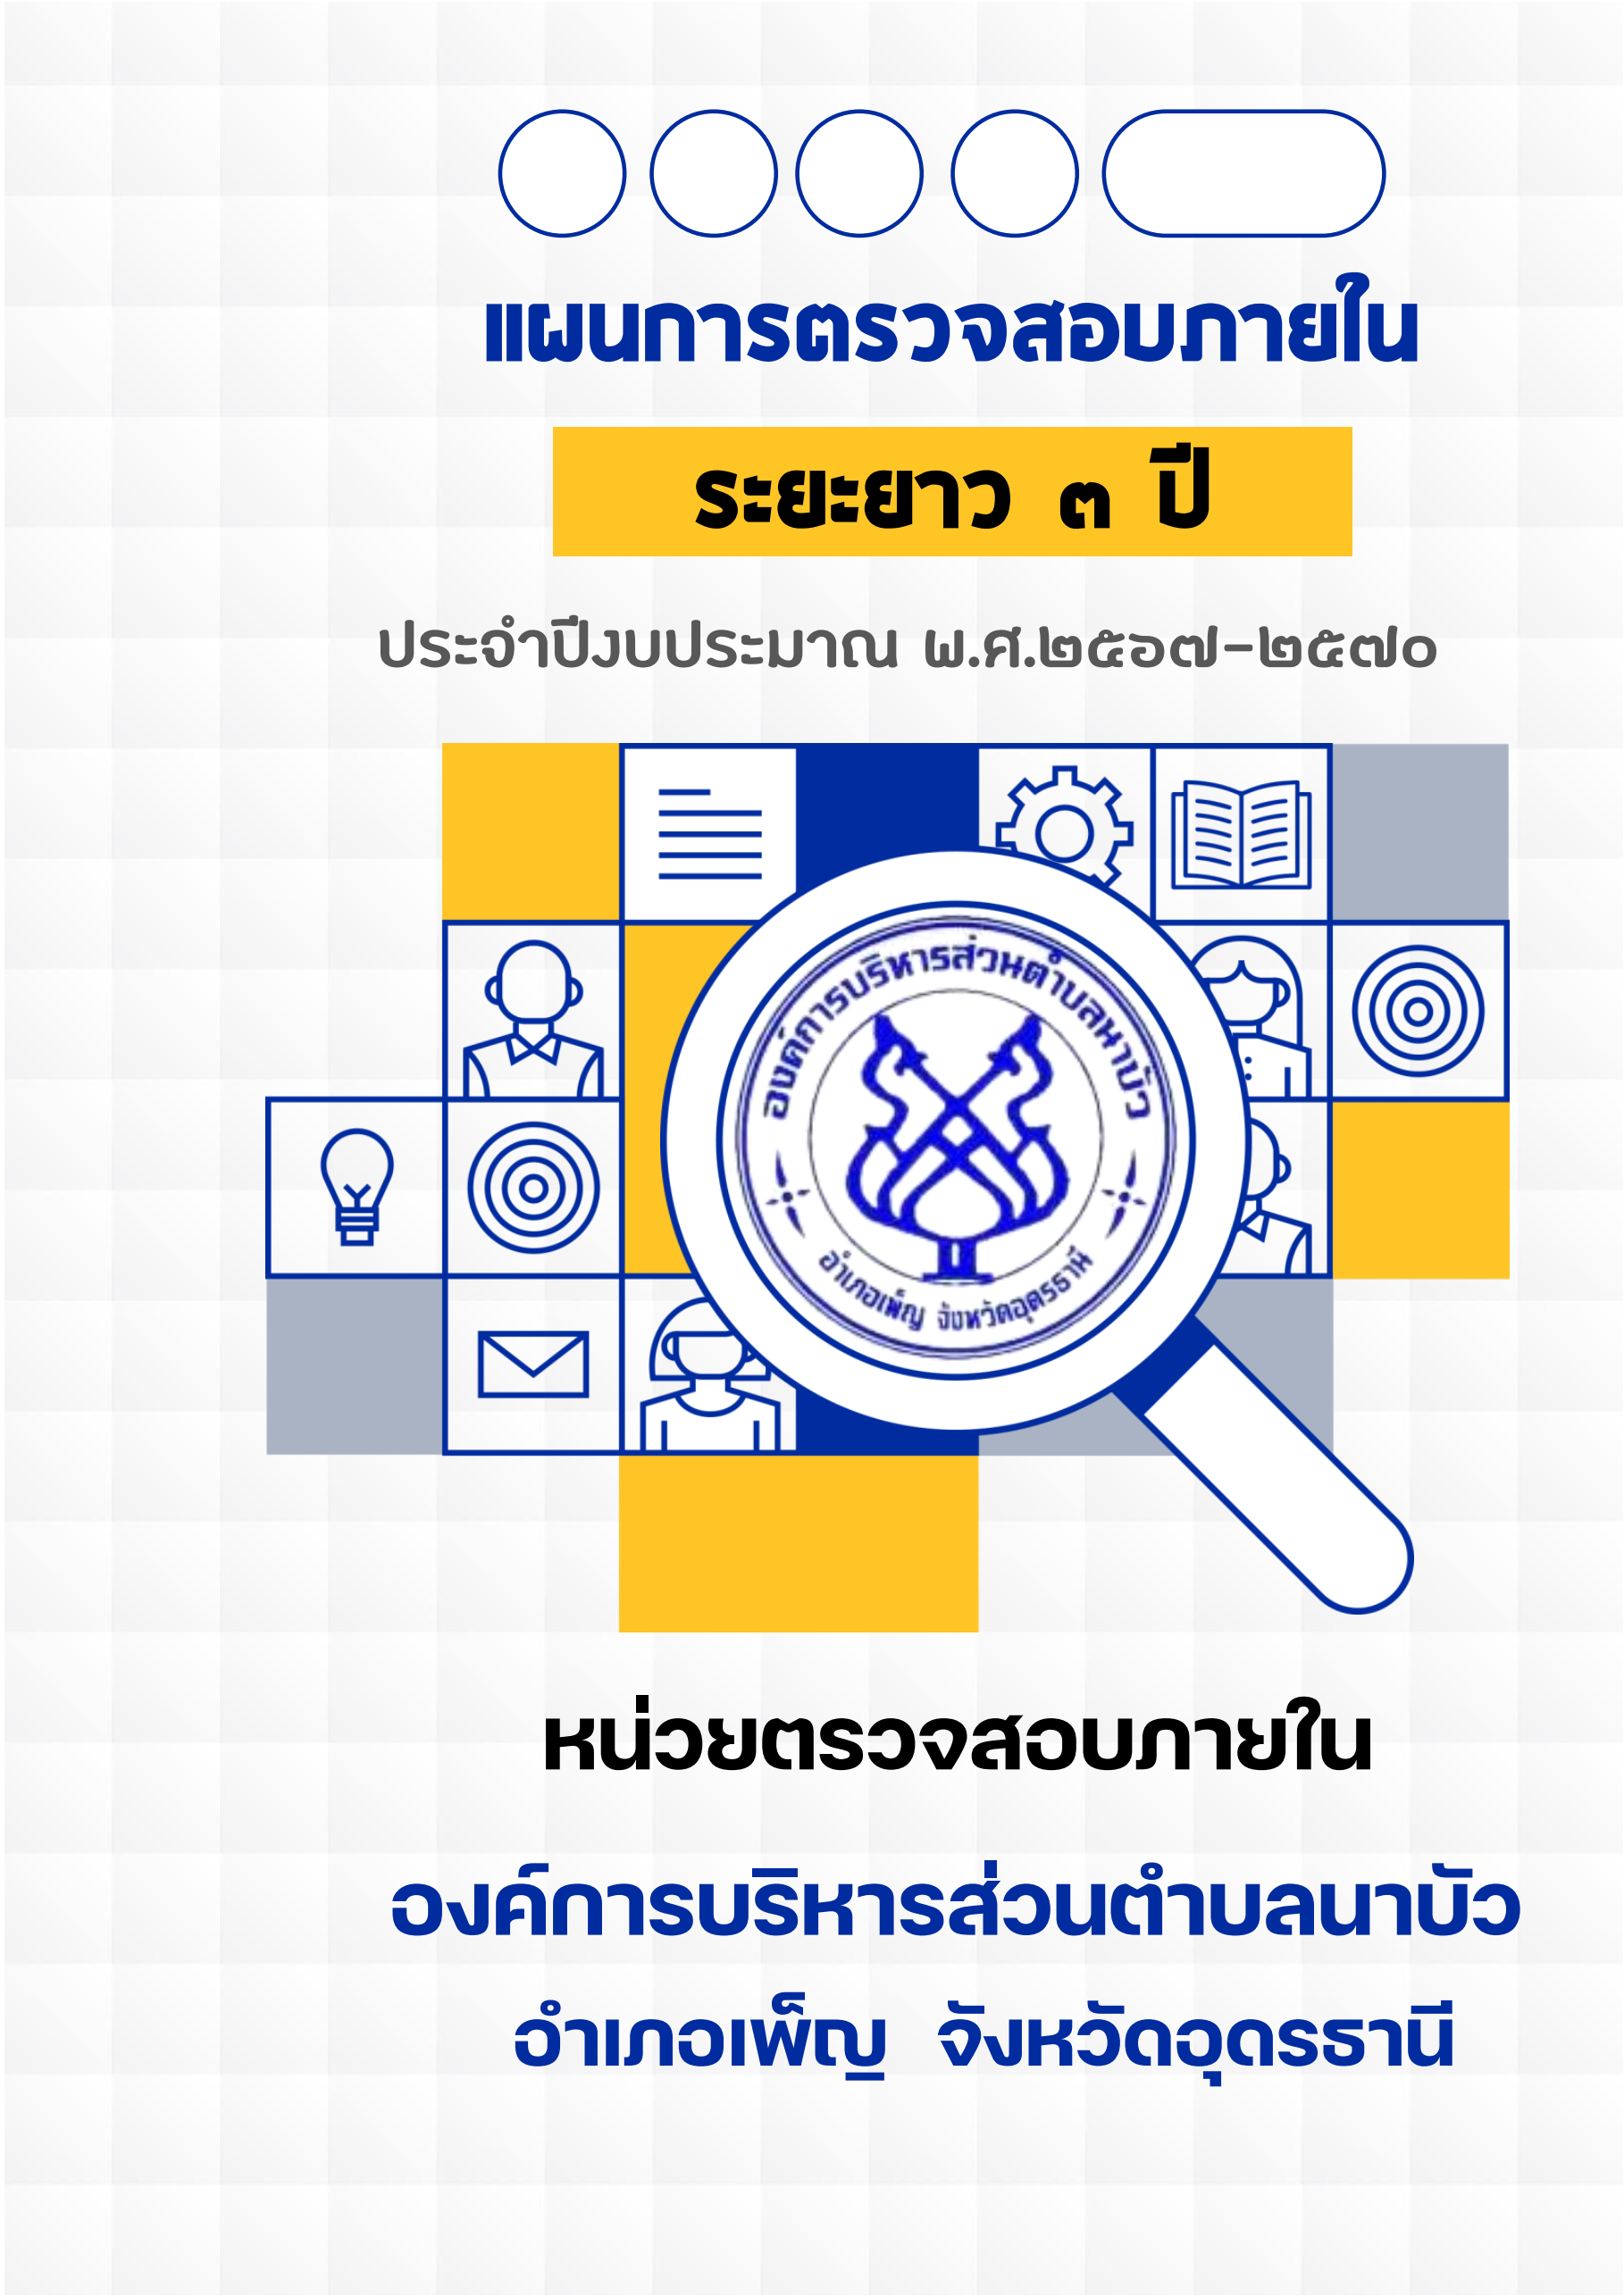 แผนการตรวจสอบภายใน
ระยะยาว ๓ ปี
ประจำปีงบประมาณ พ.ศ.๒๕๖๗-๒๕๗๐
องค์การบริหารส่วนตำบลนาบัว
อำเภอเพ็ญ จังหวัดอุดรธานี
หน่วยตรวจสอบภายใน
องค์การบริหารส่วนตำบลนาบัว
อำเภอเพ็ญ จังหวัดอุดรธานี